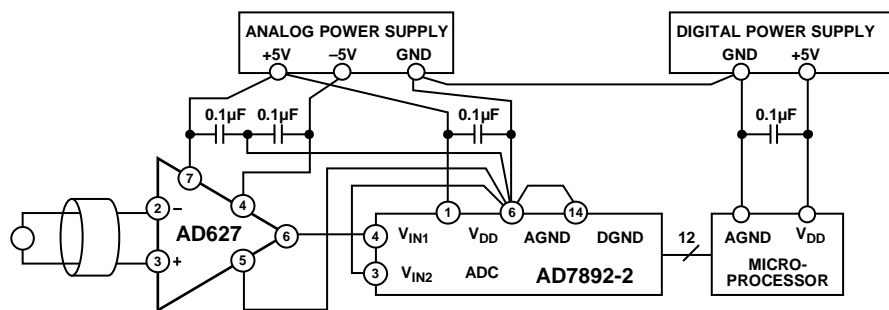 ANALOG POWER SUPPLY
+5V –5V GND
DIGITAL POWER SUPPLY
GND +5V
0.1µF 0.1µF 0.1µF 0.1µF
7
4
2 –
AD627
6
3 +
5
1 6 14
4 VIN1 VDD AGND DGND
3 VIN2 ADC AD7892-2
12
AGND VDD
MICRO-
PROCESSOR